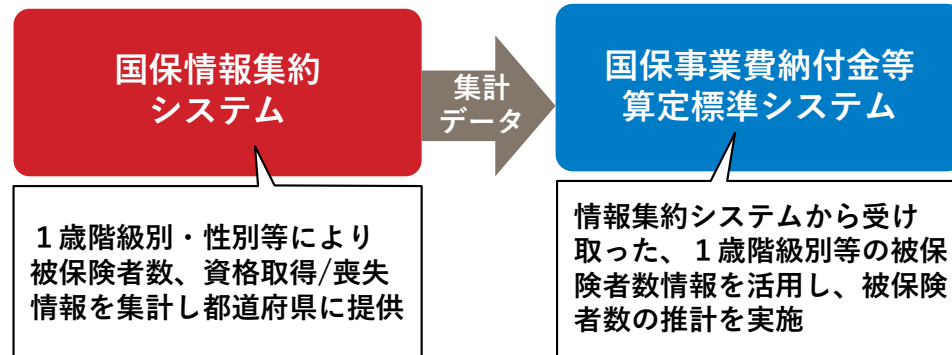 国保情報集約
システム
集計
データ
国保事業費納付金等
算定標準システム
１歳階級別・性別等により
被保険者数、資格取得/喪失
情報を集計し都道府県に提供
情報集約システムから受け
取った、１歳階級別等の被保
険者数情報を活用し、被保険
者数の推計を実施